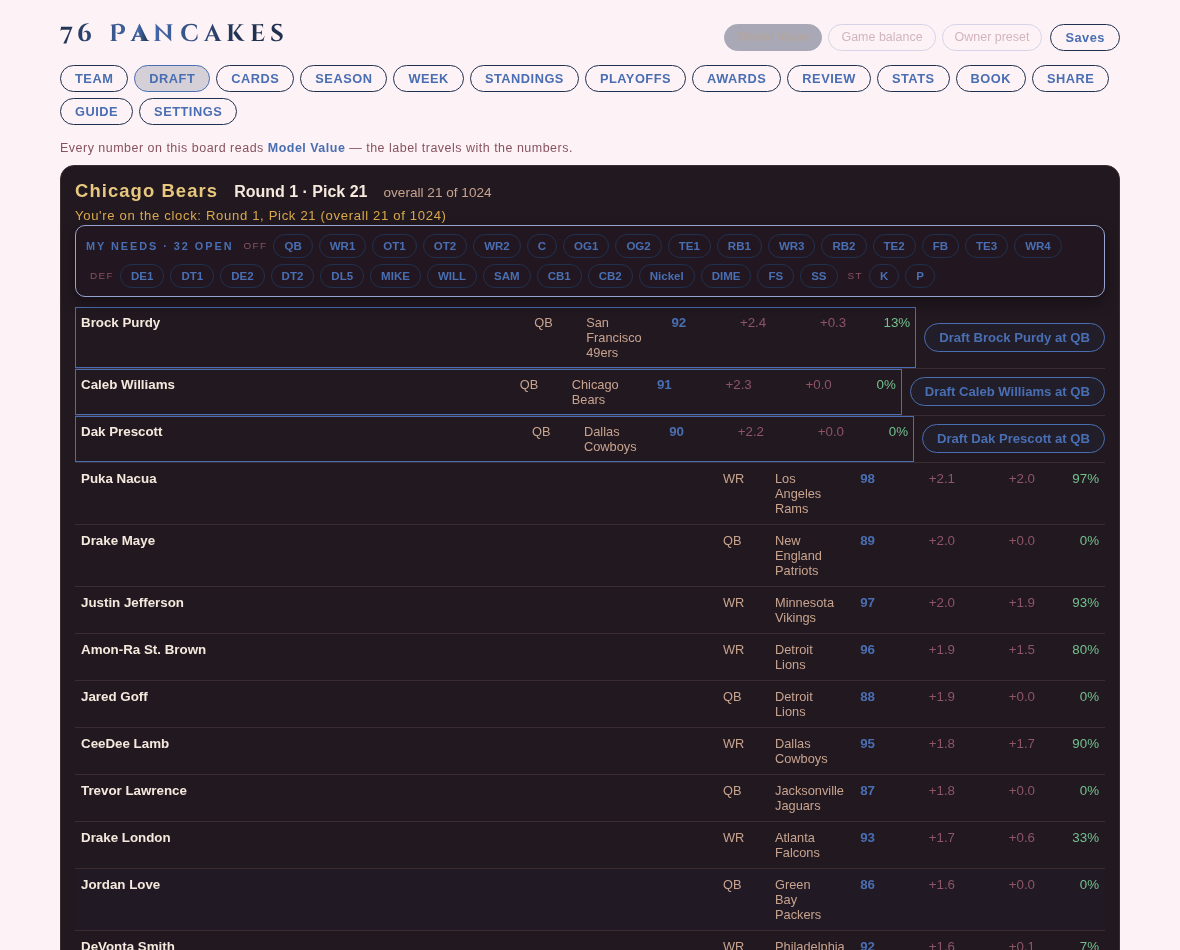 76 PANCAKES
Game balance
Owner preset
Saves
TEAM DRAFT CARDS SEASON WEEK STANDINGS PLAYOFFS AWARDS REVIEW STATS BOOK SHARE
GUIDE SETTINGS
Every number on this board reads Model Value — the label travels with the numbers.
Chicago Bears Round 1 · Pick 21 overall 21 of 1024
You're on the clock: Round 1, Pick 21 (overall 21 of 1024)
MY NEEDS · 32 OPEN OFF QB WR1 OT1 OT2 WR2 C OG1 OG2 TE1 RB1 WR3 RB2 TE2 FB TE3 WR4
DEF DE1 DT1 DE2 DT2 DL5 MIKE WILL SAM CB1 CB2 Nickel DIME FS SS ST K P
Brock Purdy QB San Francisco 49ers 92 +2.4 +0.3 13% Draft Brock Purdy at QB
Caleb Williams QB Chicago Bears 91 +2.3 +0.0 0% Draft Caleb Williams at QB
Dak Prescott QB Dallas Cowboys 90 +2.2 +0.0 0% Draft Dak Prescott at QB
Puka Nacua WR Los Angeles Rams 98 +2.1 +2.0 97%
Drake Maye QB New England Patriots 89 +2.0 +0.0 0%
Justin Jefferson WR Minnesota Vikings 97 +2.0 +1.9 93%
Amon-Ra St. Brown WR Detroit Lions 96 +1.9 +1.5 80%
Jared Goff QB Detroit Lions 88 +1.9 +0.0 0%
CeeDee Lamb WR Dallas Cowboys 95 +1.8 +1.7 90%
Trevor Lawrence QB Jacksonville Jaguars 87 +1.8 +0.0 0%
Drake London WR Atlanta Falcons 93 +1.7 +0.6 33%
Jordan Love QB Green Bay Packers 86 +1.6 +0.0 0%
DeVonta Smith WR Philadelphia 92 +1.6 +0.1 7%